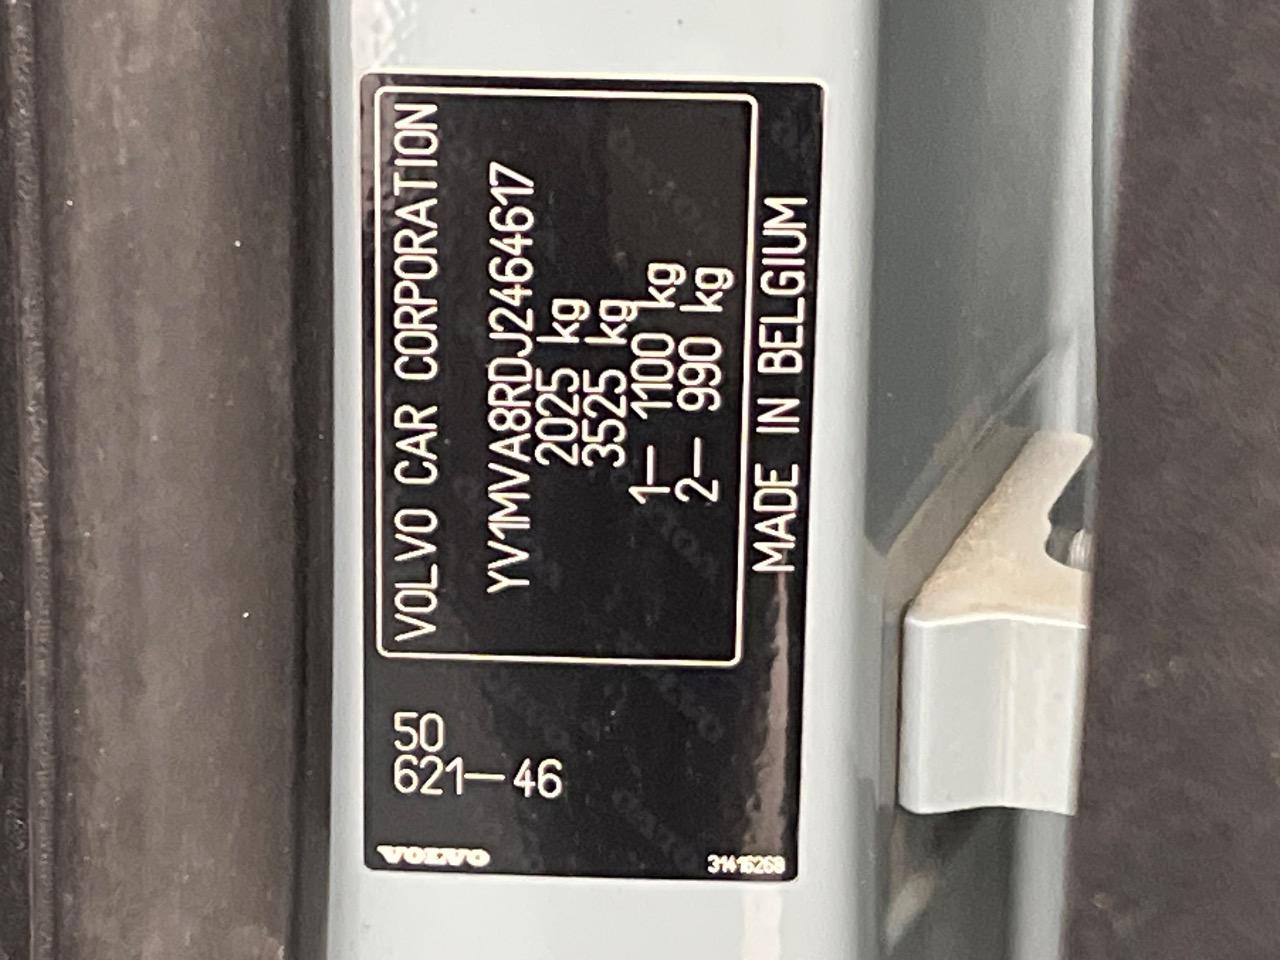 VOLVO CAR CORPORATION
YV1MVA8RDJ2464617
2025 kg
3525 kg
1— 1100 kg
2— 990 kg
MADE IN BELGIUM
50
621—46
VOLVO
31416268